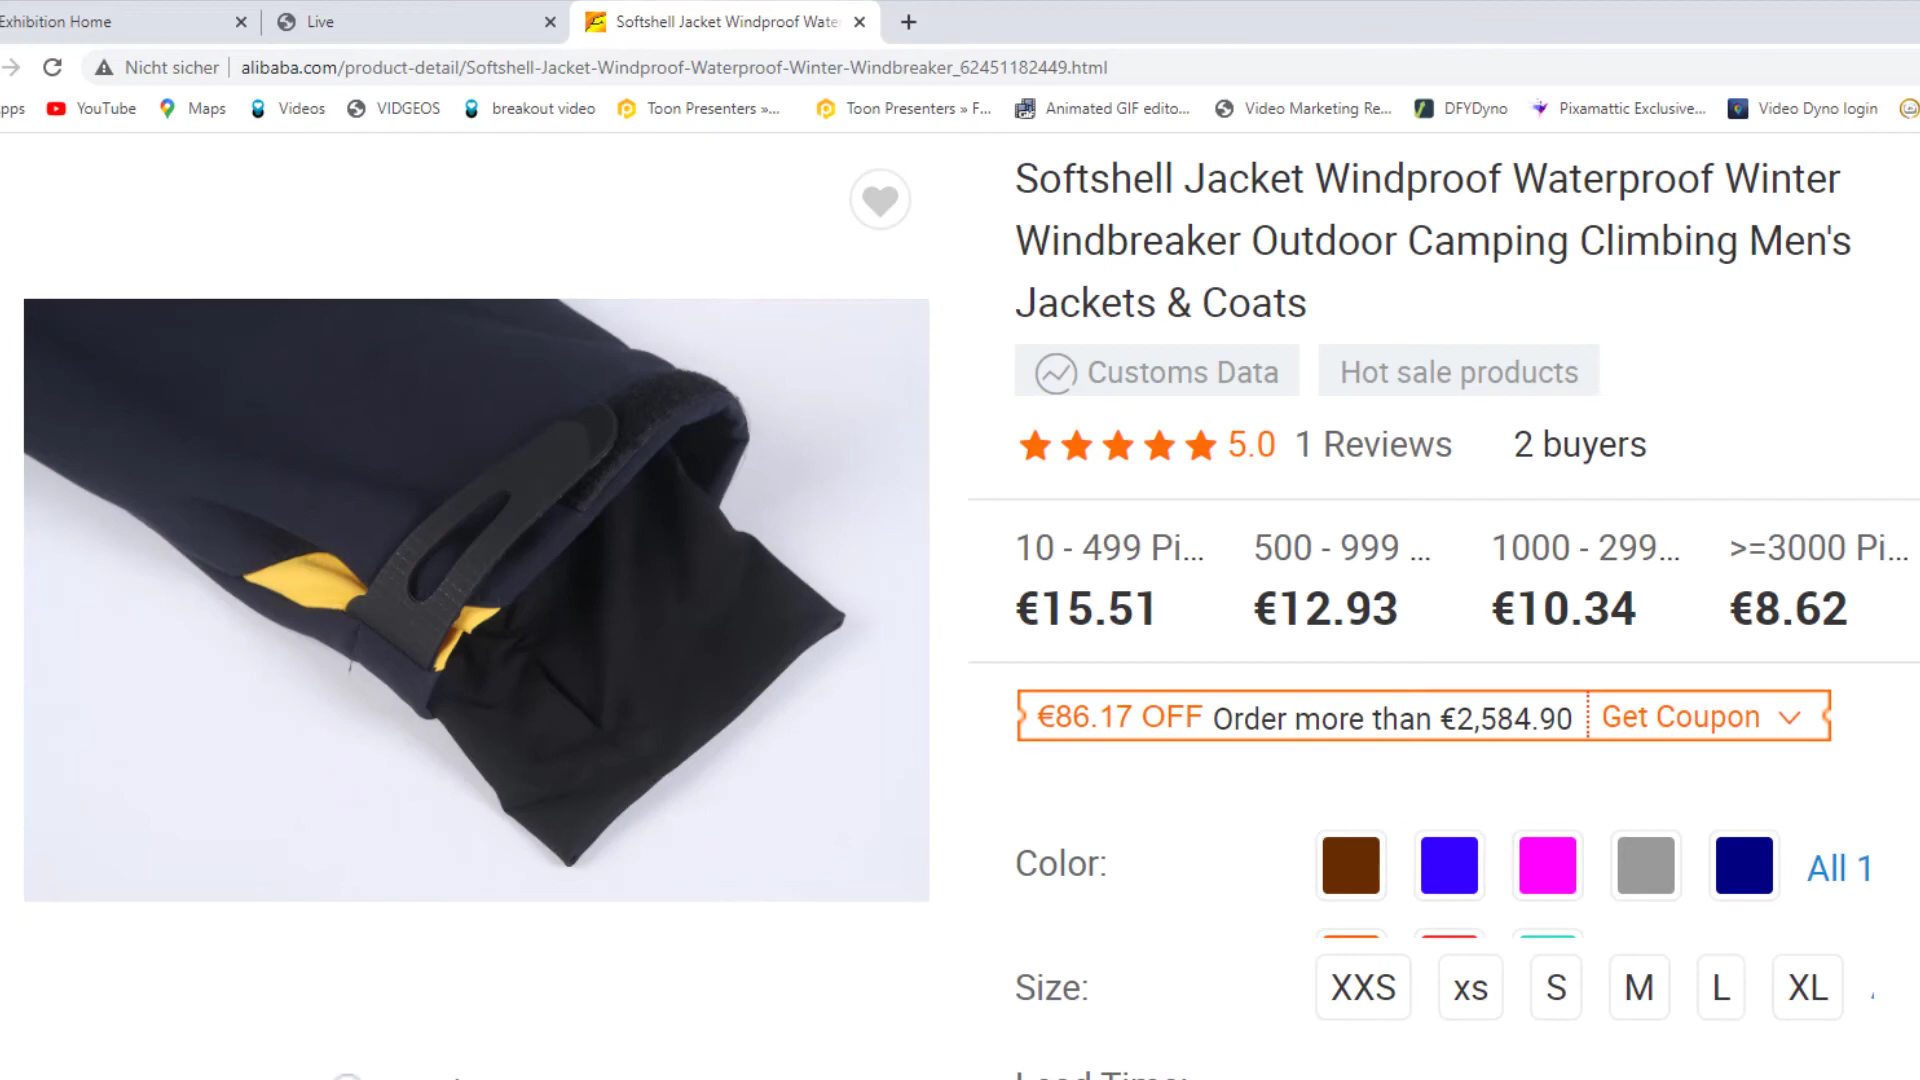 Exhibition Home
Live
Softshell Jacket Windproof Wate
Nicht sicher
alibaba.com/product-detail/Softshell-Jacket-Windproof-Waterproof-Winter-Windbreaker_62451182449.html
pps
YouTube
Maps
Videos
VIDGEOS
breakout video
Toon Presenters »...
Toon Presenters » F...
Animated GIF edito...
Video Marketing Re...
DFYDyno
Pixamattic Exclusive...
Video Dyno login
Softshell Jacket Windproof Waterproof Winter
Windbreaker Outdoor Camping Climbing Men's
Jackets & Coats
Customs Data
Hot sale products
5.0 1 Reviews 2 buyers
10 - 499 Pi... 500 - 999 ... 1000 - 299... >=3000 Pi...
€15.51 €12.93 €10.34 €8.62
€86.17 OFF Order more than €2,584.90 Get Coupon
Color:
All 1
Size: XXS xs S M L XL